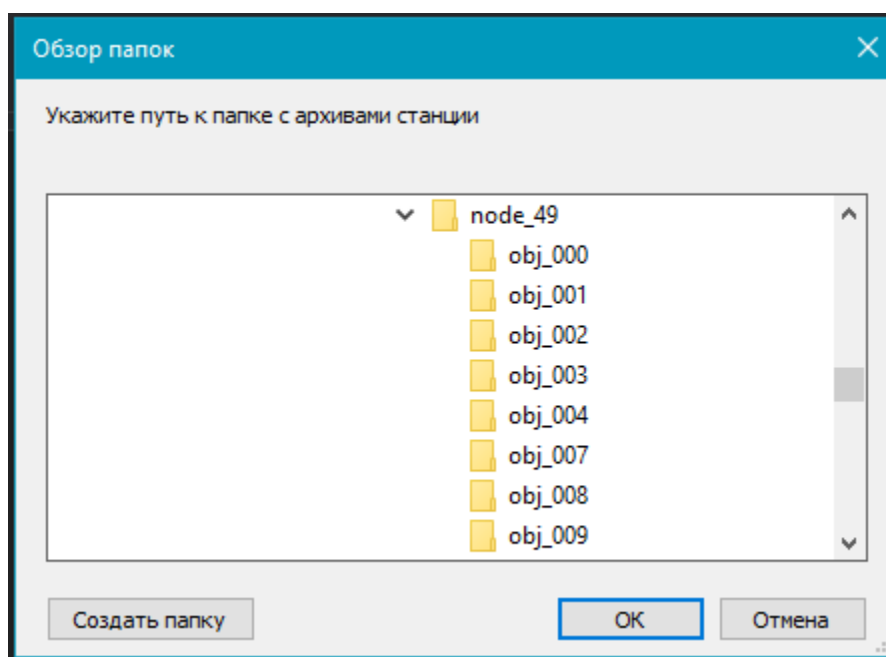 Обзор папок
Укажите путь к папке с архивами станции
node_49
obj_000
obj_001
obj_002
obj_003
obj_004
obj_007
obj_008
obj_009
Создать папку
ОК
Отмена